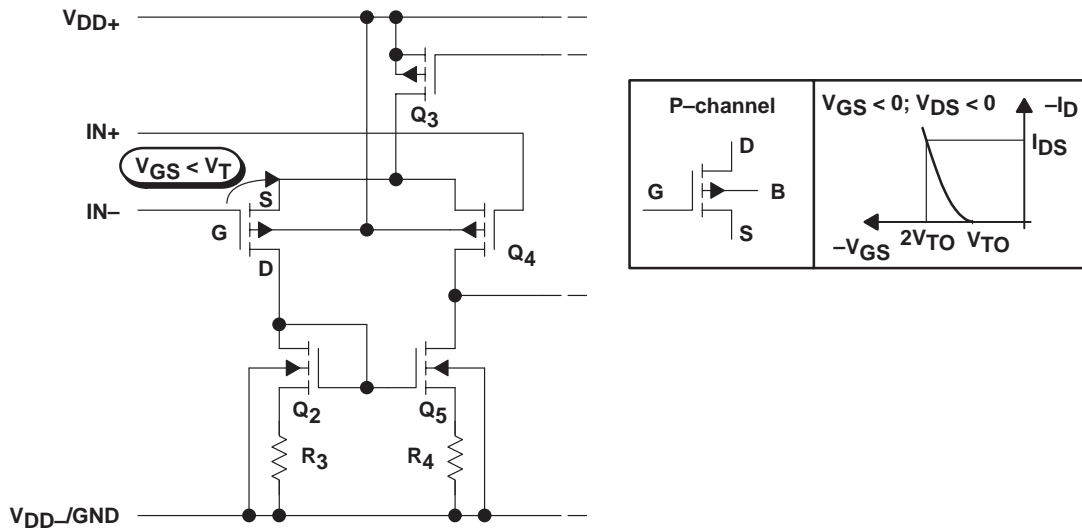 VDD+
Q3
IN+
VGS < VT
S
IN–
G
D
Q4
Q2
Q5
R3
R4
VDD–/GND
P–channel
D
G
B
S
VGS < 0; VDS < 0
–ID
IDS
–VGS
2VTO
VTO